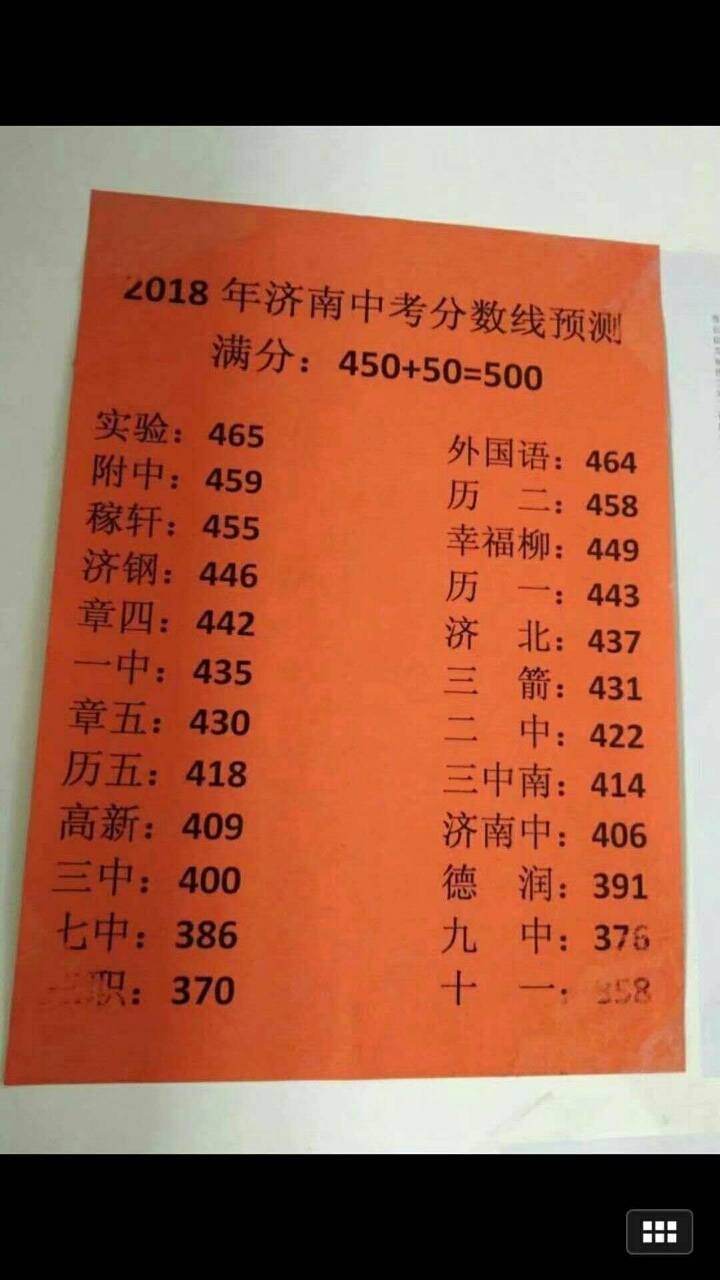 2018 年济南中考分数线预测
满分：450+50=500
实验：465 外国语：464
附中：459 历 二：458
稼轩：455 幸福柳：449
济钢：446 历 一：443
章四：442 济 北：437
一中：435 三 箭：431
章五：430 二 中：422
历五：418 三中南：414
高新：409 济南中：406
三中：400 德 润：391
七中：386 九 中：376
职：370 十 一：358